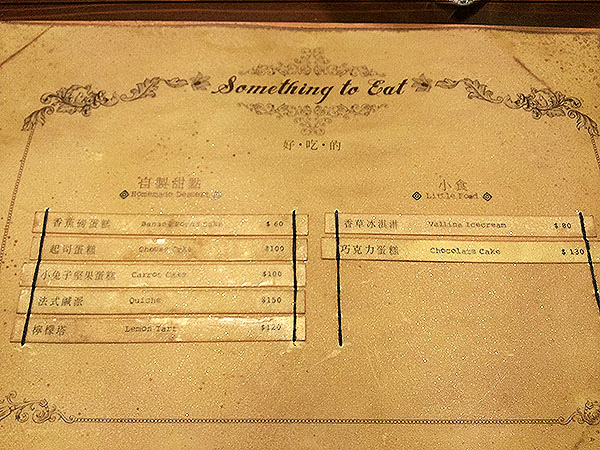 Something to Eat
好·吃·的
自製甜點
Homemade Dessert
香蕉磅蛋糕 $60
起司蛋糕 Cheese Cake $100
小兔子堅果蛋糕 Carrot Cake $100
法式鹹派 Quiche $150
檸檬塔 Lemon Tart $120
小食
Little Food
香草冰淇淋 Vallina Icecream $80
巧克力蛋糕 Chocolate Cake $130